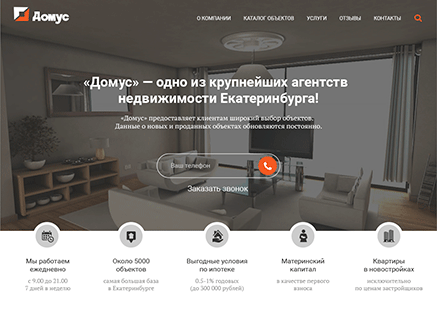 Домус
О КОМПАНИИ КАТАЛОГ ОБЪЕКТОВ УСЛУГИ ОТЗЫВЫ КОНТАКТЫ
«Домус» — одно из крупнейших агентств
недвижимости Екатеринбурга!
«Домус» предоставляет клиентам широкий выбор объектов.
Данные о новых и проданных объектах обновляются постоянно.
Ваш телефон
Заказать звонок
Мы работаем
ежедневно
с 9.00 до 21.00
7 дней в неделю
Около 5000
объектов
самая большая база
в Екатеринбурге
Выгодные условия
по ипотеке
0,5-1% годовых
(до 300 000 рублей)
Материнский
капитал
в качестве первого
взноса
Квартиры
в новостройках
исключительно
по ценам застройщиков